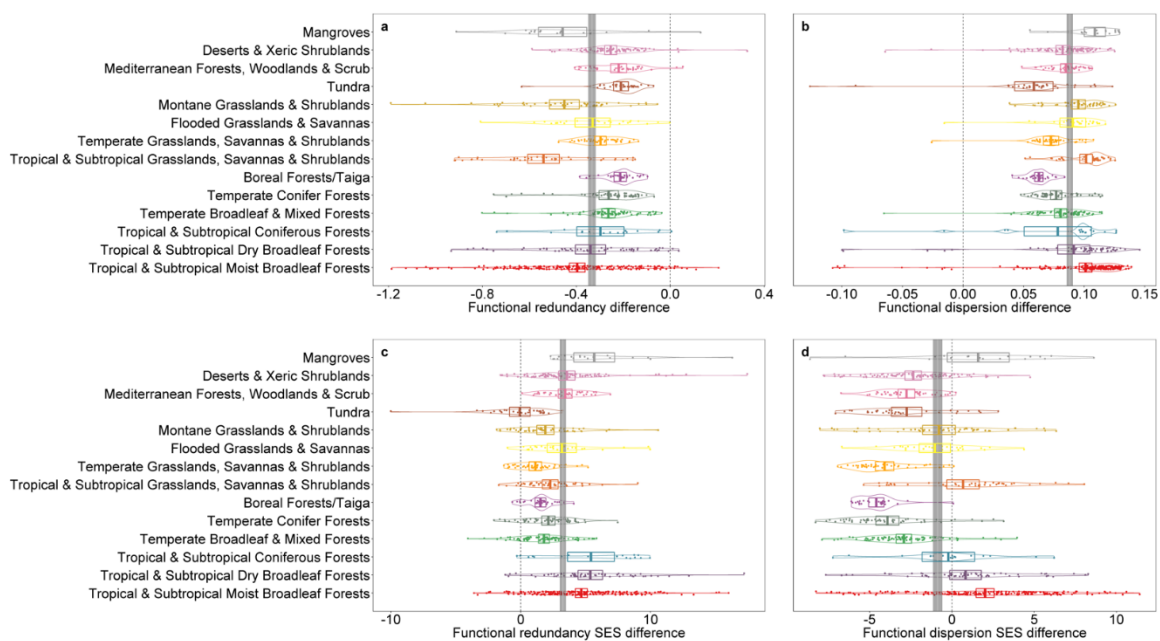 a
b
Mangroves
Deserts & Xeric Shrublands
Mediterranean Forests, Woodlands & Scrub
Tundra
Montane Grasslands & Shrublands
Flooded Grasslands & Savannas
Temperate Grasslands, Savannas & Shrublands
Tropical & Subtropical Grasslands, Savannas & Shrublands
Boreal Forests/Taiga
Temperate Conifer Forests
Temperate Broadleaf & Mixed Forests
Tropical & Subtropical Coniferous Forests
Tropical & Subtropical Dry Broadleaf Forests
Tropical & Subtropical Moist Broadleaf Forests
-1.2 -0.8 -0.4 0.0 0.4
Functional redundancy difference
-0.10 -0.05 0.00 0.05 0.10 0.15
Functional dispersion difference
c
d
Mangroves
Deserts & Xeric Shrublands
Mediterranean Forests, Woodlands & Scrub
Tundra
Montane Grasslands & Shrublands
Flooded Grasslands & Savannas
Temperate Grasslands, Savannas & Shrublands
Tropical & Subtropical Grasslands, Savannas & Shrublands
Boreal Forests/Taiga
Temperate Conifer Forests
Temperate Broadleaf & Mixed Forests
Tropical & Subtropical Coniferous Forests
Tropical & Subtropical Dry Broadleaf Forests
Tropical & Subtropical Moist Broadleaf Forests
-10 0 10
Functional redundancy SES difference
-5 0 5 10
Functional dispersion SES difference